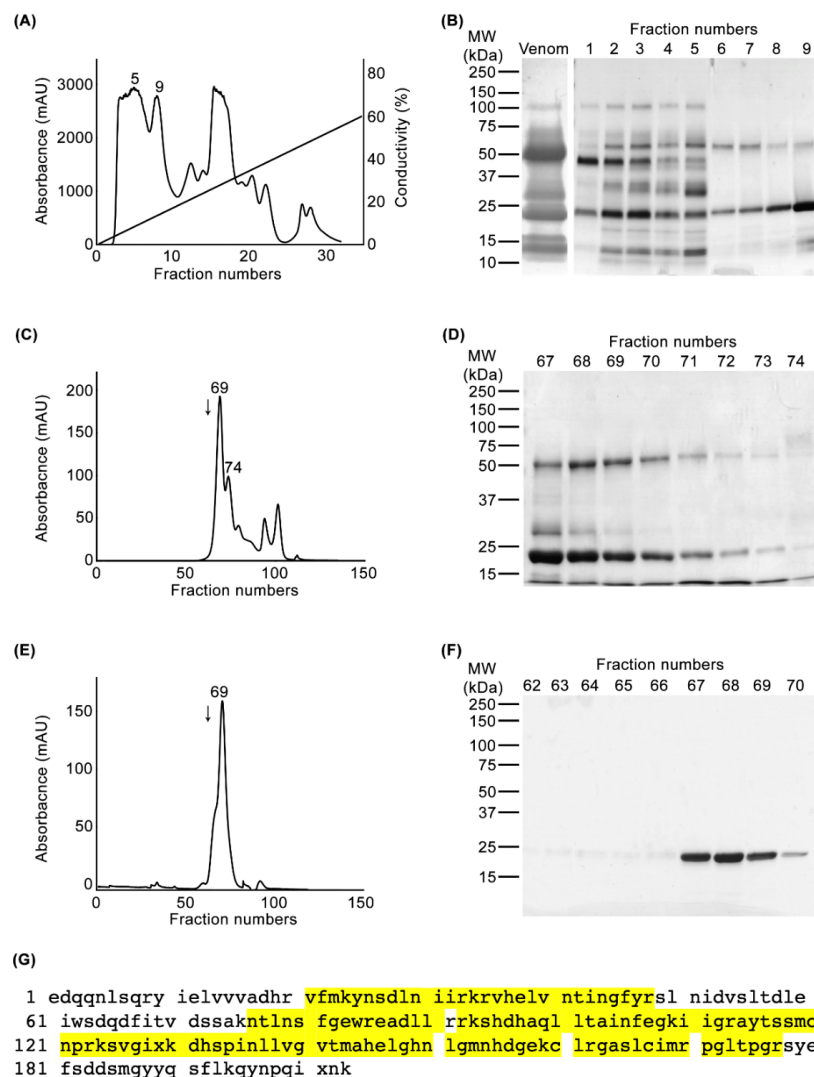 (A)
Absorbacnce (mAU)
3000
2000
1000
0
5
9
80
60
40
20
0
Conductivity (%)
0 10 20 30
Fraction numbers
(B)
MW
(kDa)
Fraction numbers
Venom 1 2 3 4 5 6 7 8 9
250
150
100
75
50
37
25
15
10
(C)
Absorbacnce (mAU)
200
150
100
50
0
69
74
0 50 100 150
Fraction numbers
(D)
Fraction numbers
MW
(kDa)
67 68 69 70 71 72 73 74
250
150
100
75
50
37
25
15
(E)
Absorbacnce (mAU)
150
100
50
0
69
0 50 100 150
Fraction numbers
(F)
Fraction numbers
MW
(kDa)
62 63 64 65 66 67 68 69 70
250
150
100
75
50
37
25
15
(G)
1 edqqnlsqry ielvvvadhr vfmkynsdln iirkrvhelv ntingfyrsl nidvsltdle
61 iwsdqdfitv dssakntlns fgewreadll rrkshdhaql ltainfegki igraytssmc
121 nprksvgixk dhspinllvg vtmahelghn lgmnhdgekc lrgaslcimr pgltpgrsye
181 fsddsmgyyq sflkqynpqi xnk